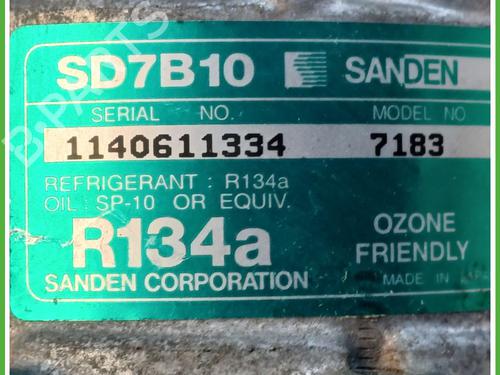 SD7B10 SANDEN
SERIAL NO. MODEL NO
1140611334 7183
REFRIGERANT : R134a
OIL : SP-10 OR EQUIV.
R134a OZONE FRIENDLY
SANDEN CORPORATION MADE IN
B-PARTS